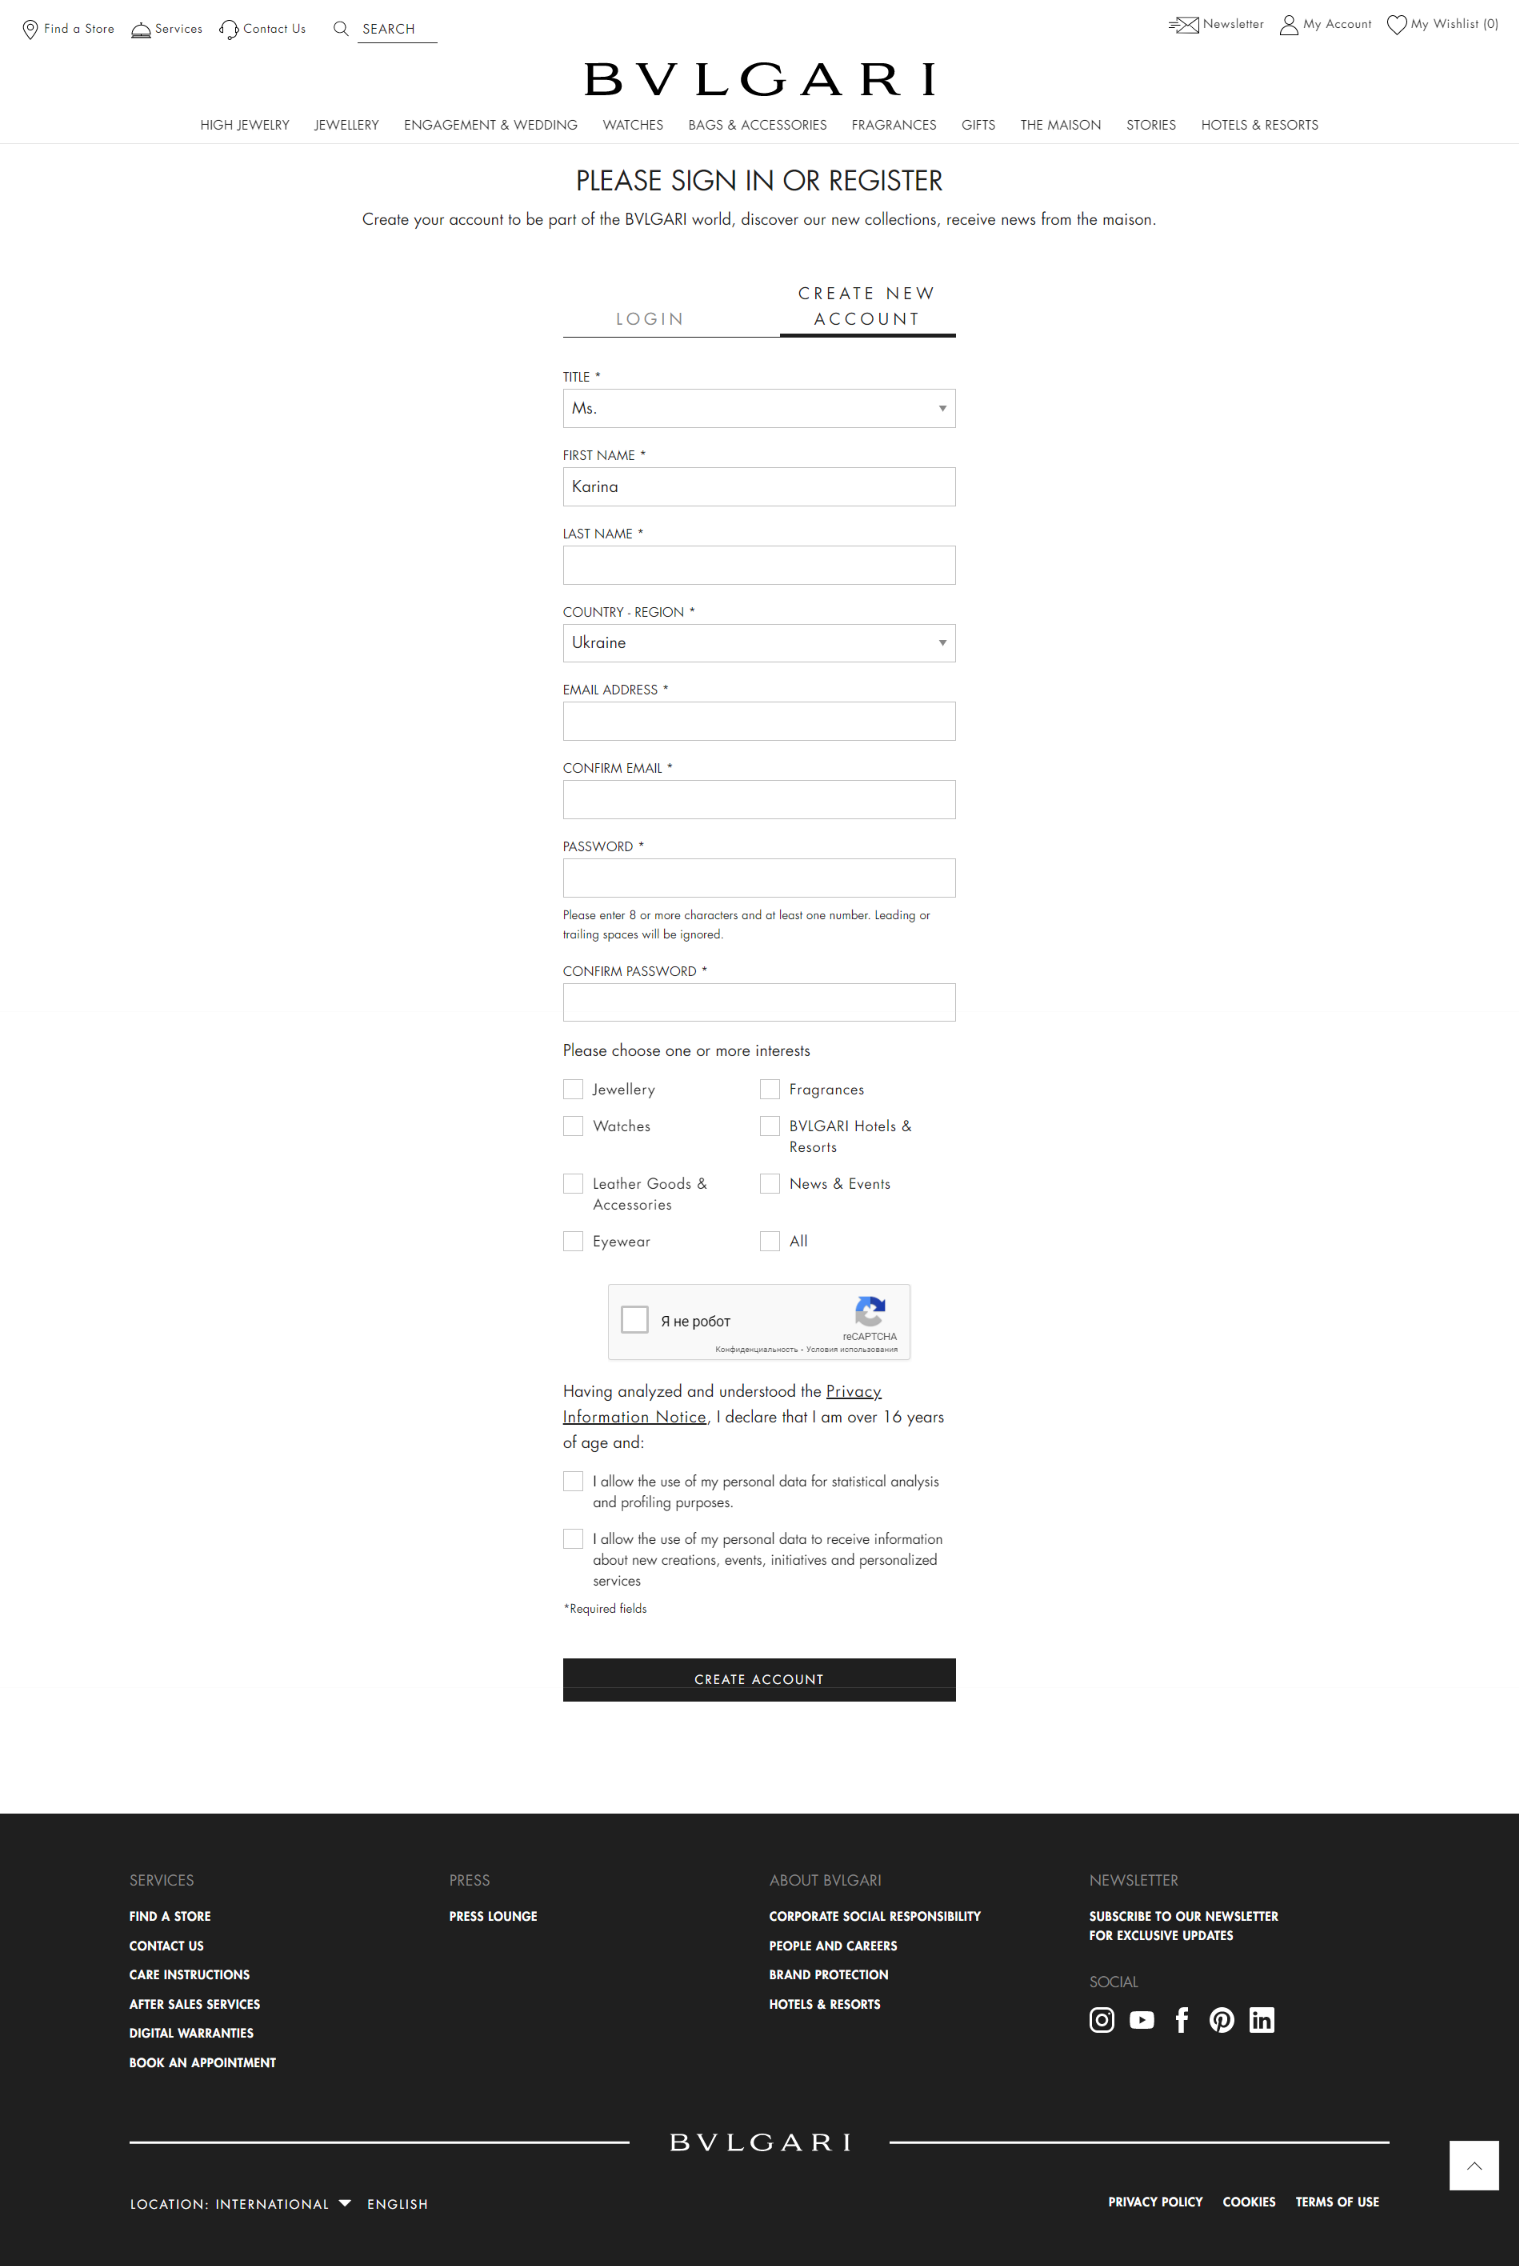 Find a Store
Services
Contact Us
SEARCH
Newsletter
My Account
My Wishlist (0)
BVLGARI
HIGH JEWELRY
JEWELLERY
ENGAGEMENT & WEDDING
WATCHES
BAGS & ACCESSORIES
FRAGRANCES
GIFTS
THE MAISON
STORIES
HOTELS & RESORTS
PLEASE SIGN IN OR REGISTER
Create your account to be part of the BVLGARI world, discover our new collections, receive news from the maison.
LOGIN
CREATE NEW
ACCOUNT
TITLE *
Ms.
FIRST NAME *
Karina
LAST NAME *
COUNTRY - REGION *
Ukraine
EMAIL ADDRESS *
CONFIRM EMAIL *
PASSWORD *
Please enter 8 or more characters and at least one number. Leading or
trailing spaces will be ignored.
CONFIRM PASSWORD *
Please choose one or more interests
Jewellery
Fragrances
Watches
BVLGARI Hotels &
Resorts
Leather Goods &
Accessories
News & Events
Eyewear
All
Я не робот
reCAPTCHA
Конфиденциальность - Условия использования
Having analyzed and understood the Privacy
Information Notice, I declare that I am over 16 years
of age and:
I allow the use of my personal data for statistical analysis
and profiling purposes.
I allow the use of my personal data to receive information
about new creations, events, initiatives and personalized
services
*Required fields
CREATE ACCOUNT
SERVICES
FIND A STORE
CONTACT US
CARE INSTRUCTIONS
AFTER SALES SERVICES
DIGITAL WARRANTIES
BOOK AN APPOINTMENT
PRESS
PRESS LOUNGE
ABOUT BVLGARI
CORPORATE SOCIAL RESPONSIBILITY
PEOPLE AND CAREERS
BRAND PROTECTION
HOTELS & RESORTS
NEWSLETTER
SUBSCRIBE TO OUR NEWSLETTER
FOR EXCLUSIVE UPDATES
SOCIAL
BVLGARI
LOCATION: INTERNATIONAL
ENGLISH
PRIVACY POLICY
COOKIES
TERMS OF USE